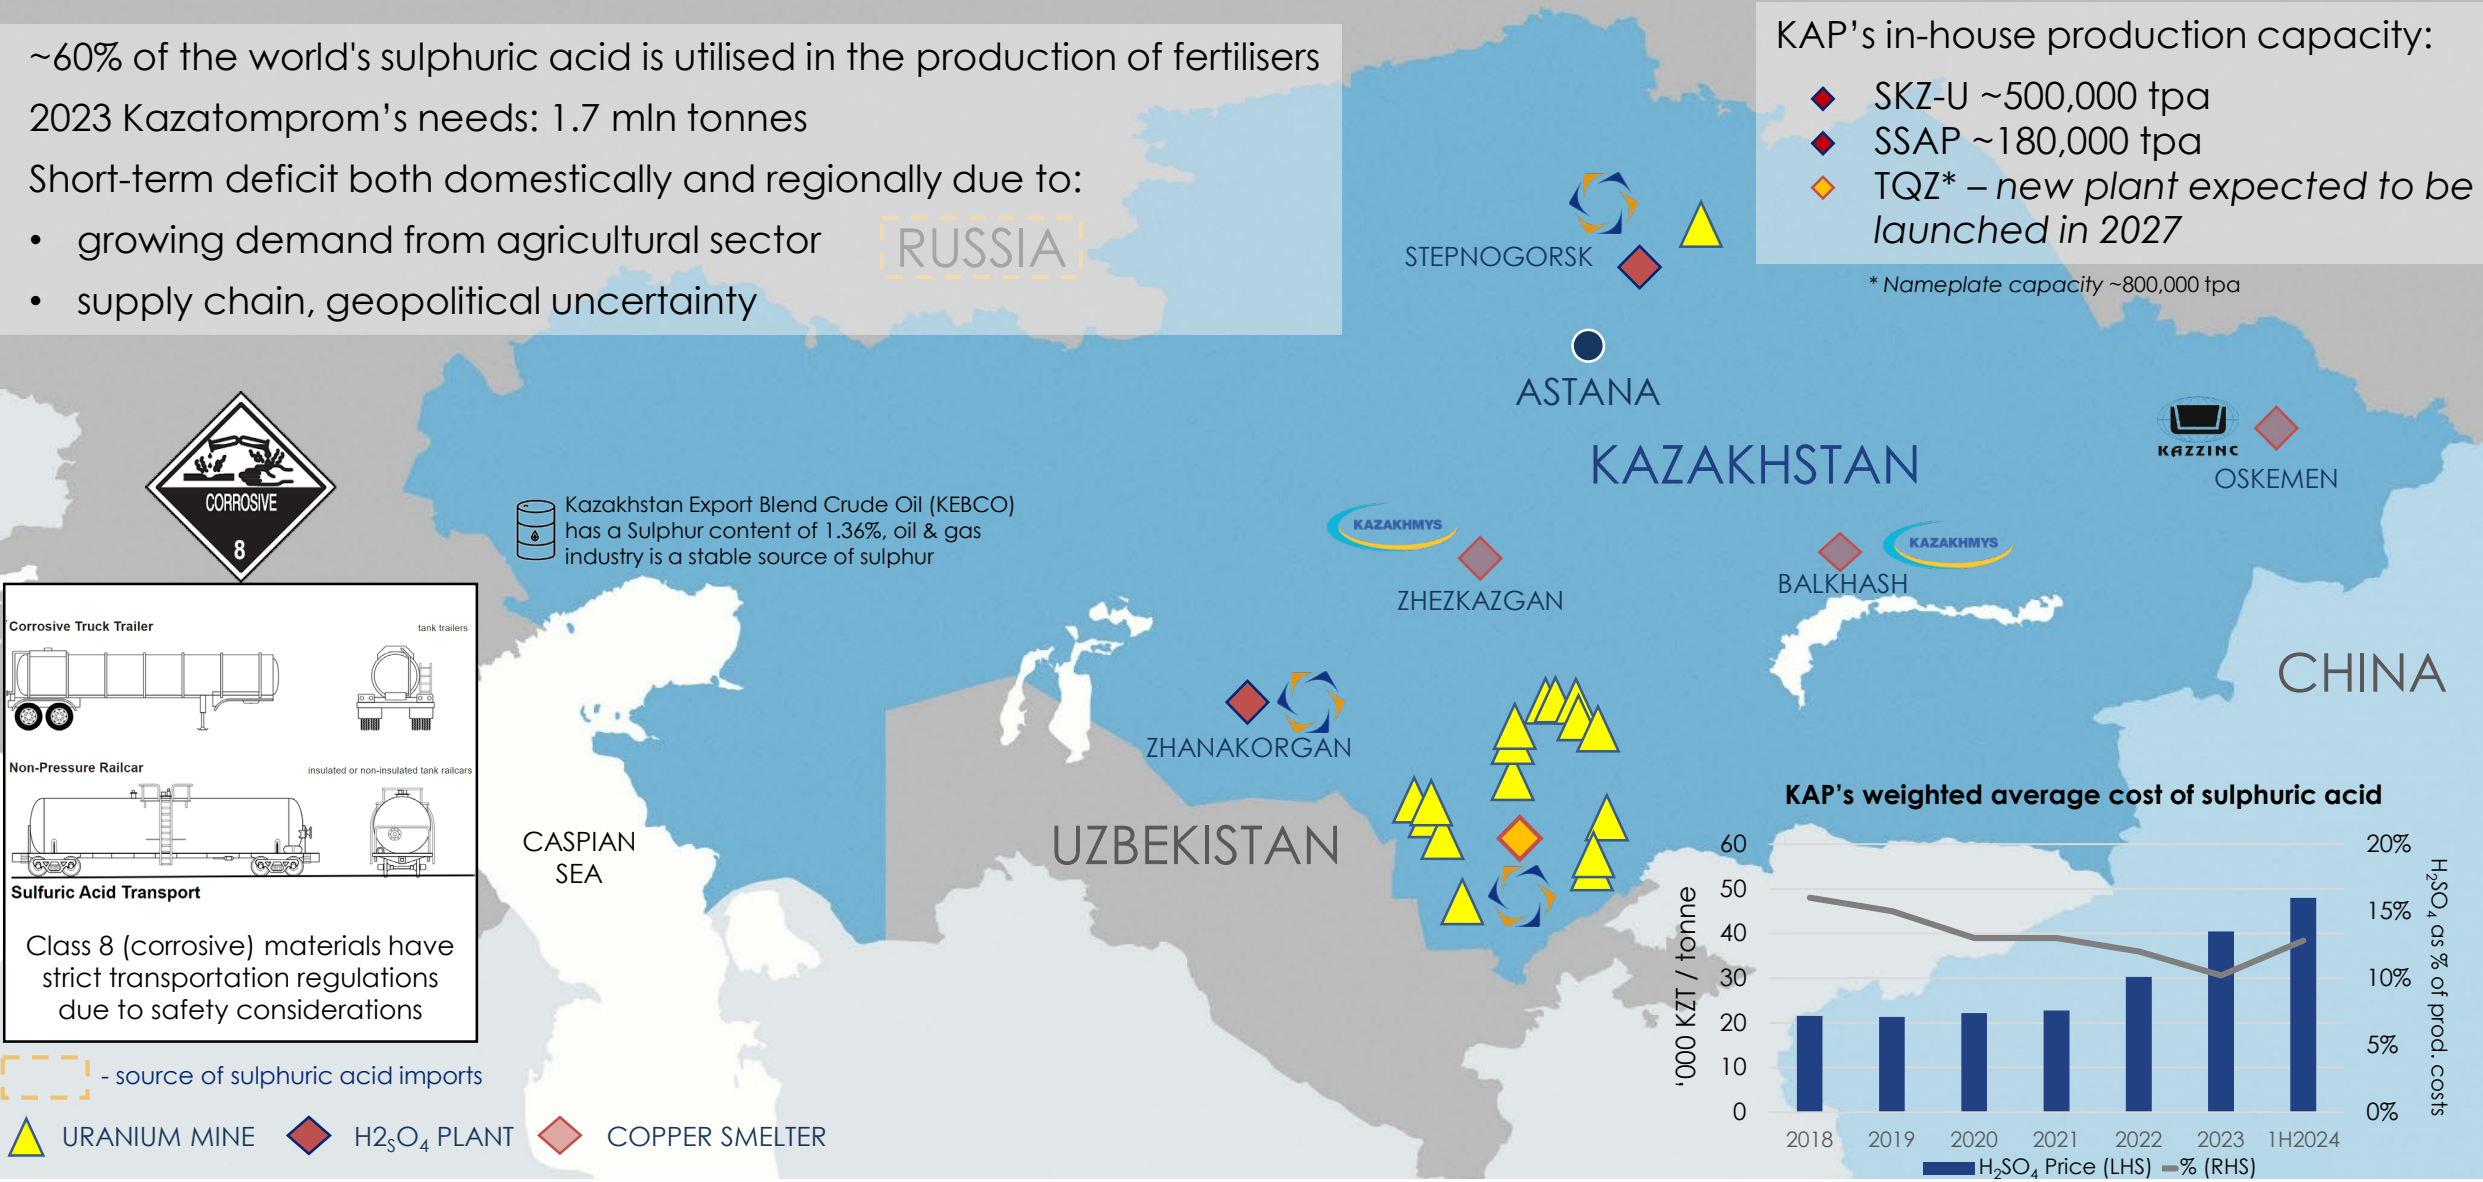 ~60% of the world's sulphuric acid is utilised in the production of fertilisers
2023 Kazatomprom's needs: 1.7 mln tonnes
Short-term deficit both domestically and regionally due to:
• growing demand from agricultural sector
• supply chain, geopolitical uncertainty
RUSSIA
KAP's in-house production capacity:
SKZ-U ~500,000 tpa
SSAP ~180,000 tpa
TQZ* – new plant expected to be
launched in 2027
* Nameplate capacity ~800,000 tpa
STEPNOGORSK
ASTANA
KAZAKHSTAN
KAZZINC
OSKEMEN
CORROSIVE
8
Kazakhstan Export Blend Crude Oil (KEBCO)
has a Sulphur content of 1.36%, oil & gas
industry is a stable source of sulphur
KAZAKHMYS
ZHEZKAZGAN
KAZAKHMYS
BALKHASH
CHINA
Corrosive Truck Trailer
tank trailers
Non-Pressure Railcar
insulated or non-insulated tank railcars
Sulfuric Acid Transport
Class 8 (corrosive) materials have
strict transportation regulations
due to safety considerations
ZHANAKORGAN
UZBEKISTAN
CASPIAN
SEA
KAP's weighted average cost of sulphuric acid
'000 KZT / tonne
60
50
40
30
20
10
0
20%
15%
10%
5%
0%
H₂SO₄ as % of prod. costs
2018 2019 2020 2021 2022 2023 1H2024
H₂SO₄ Price (LHS) % (RHS)
- source of sulphuric acid imports
URANIUM MINE H2ₛO₄ PLANT COPPER SMELTER